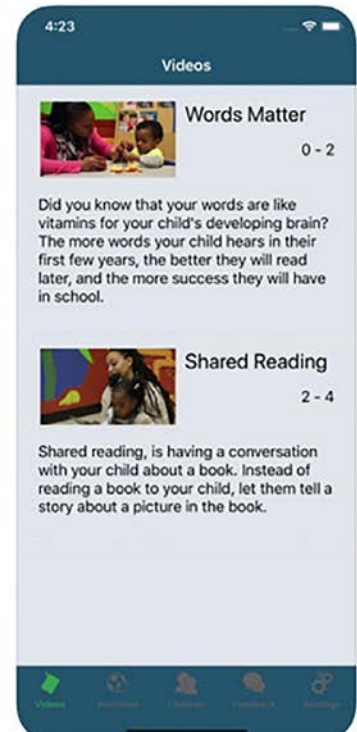 4:23
Videos
Words Matter
0 - 2
Did you know that your words are like
vitamins for your child's developing brain?
The more words your child hears in their
first few years, the better they will read
later, and the more success they will have
in school.
Shared Reading
2 - 4
Shared reading, is having a conversation
with your child about a book. Instead of
reading a book to your child, let them tell a
story about a picture in the book.
Videos Activities Children Feedback Settings